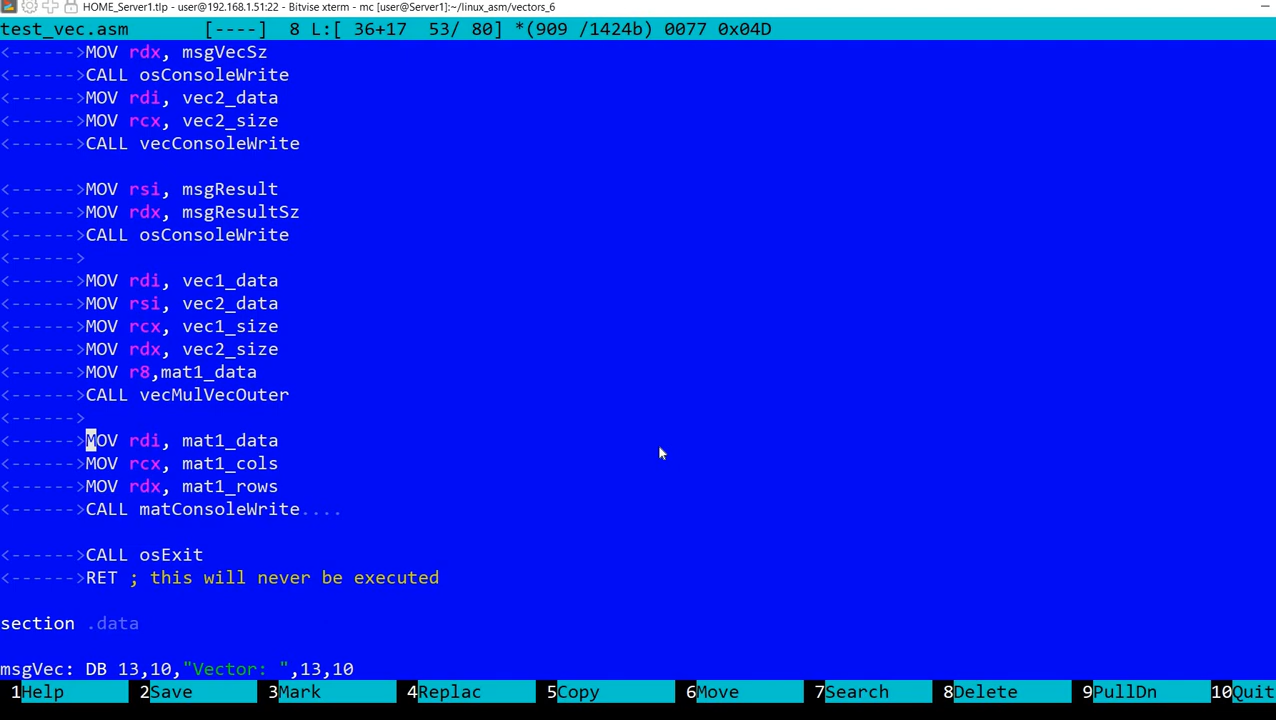 HOME_Server1.tlp - user@192.168.1.51:22 - Bitvise xterm - mc [user@Server1]:~/linux_asm/vectors_6
test_vec.asm       [----]  8 L:[ 36+17  53/ 80] *(909 /1424b) 0077 0x04D
<------>MOV rdx, msgVecSz
<------>CALL osConsoleWrite
<------>MOV rdi, vec2_data
<------>MOV rcx, vec2_size
<------>CALL vecConsoleWrite
<------>MOV rsi, msgResult
<------>MOV rdx, msgResultSz
<------>CALL osConsoleWrite
<------>
<------>MOV rdi, vec1_data
<------>MOV rsi, vec2_data
<------>MOV rcx, vec1_size
<------>MOV rdx, vec2_size
<------>MOV r8,mat1_data
<------>CALL vecMulVecOuter
<------>
<------>MOV rdi, mat1_data
<------>MOV rcx, mat1_cols
<------>MOV rdx, mat1_rows
<------>CALL matConsoleWrite....
<------>CALL osExit
<------>RET ; this will never be executed
section .data
msgVec: DB 13,10,"Vector: ",13,10
1Help 2Save 3Mark 4Replac 5Copy 6Move 7Search 8Delete 9PullDn 10Quit